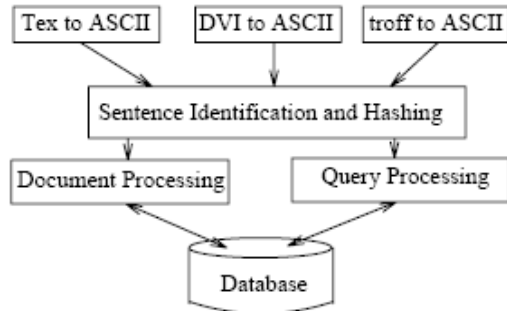 Tex to ASCII
DVI to ASCII
troff to ASCII
Sentence Identification and Hashing
Document Processing
Query Processing
Database